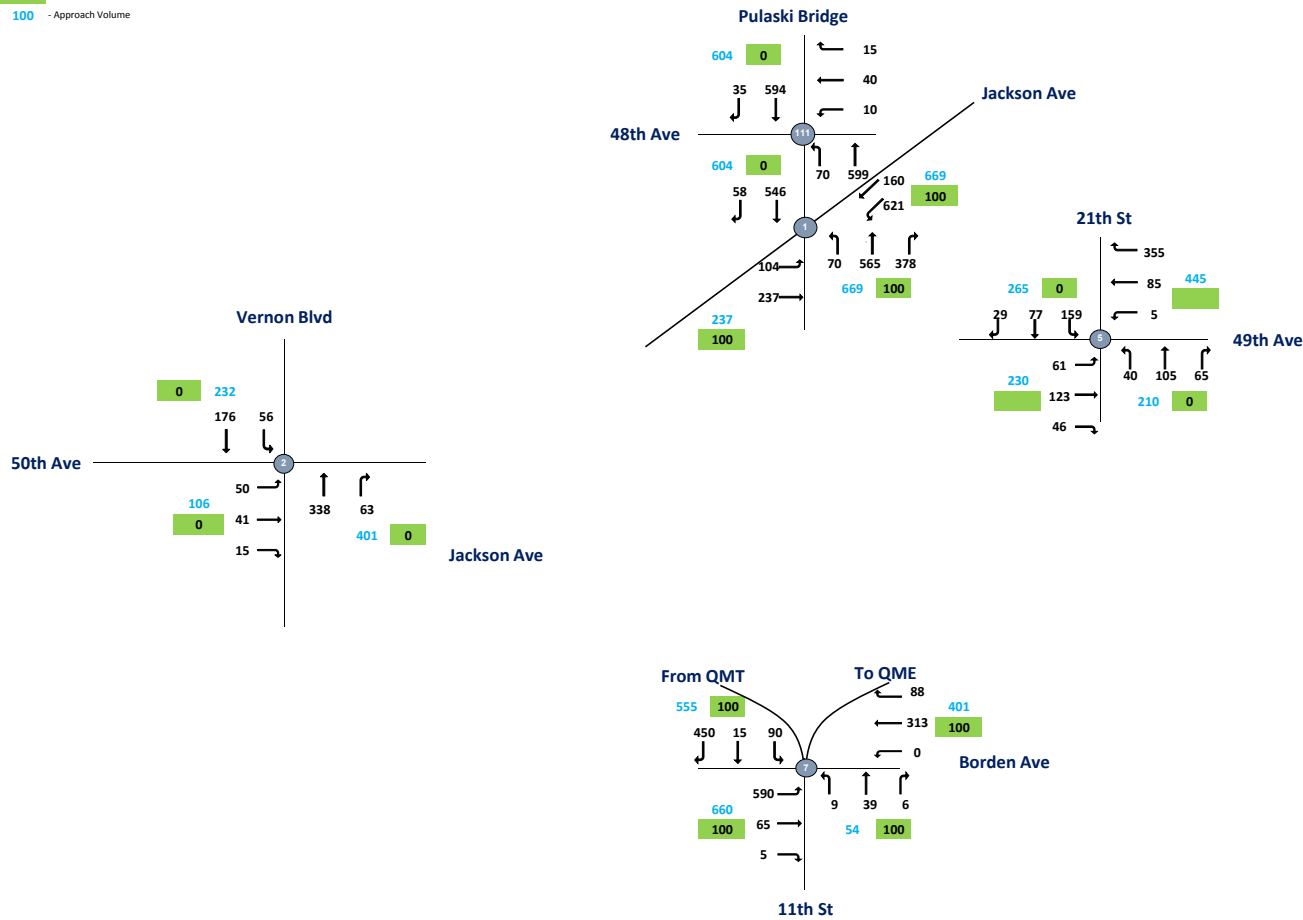 100 - Approach Volume
Pulaski Bridge
604 0
35 594
15
40
10
48th Ave
111
Jackson Ave
604 0
70 599
58 546
160
621
669
100
1
70 565 378
669 100
104
237
237
100
21th St
355
85
5
445
265 0
29 77 159
5
49th Ave
61
123
46
230
40 105 65
210 0
Vernon Blvd
0 232
176 56
50th Ave
2
50
41
15
106
0
338 63
401 0
Jackson Ave
From QMT
To QME
555 100
450 15 90
88
313
0
401
100
Borden Ave
7
590
65
5
660
100
9 39 6
54 100
11th St